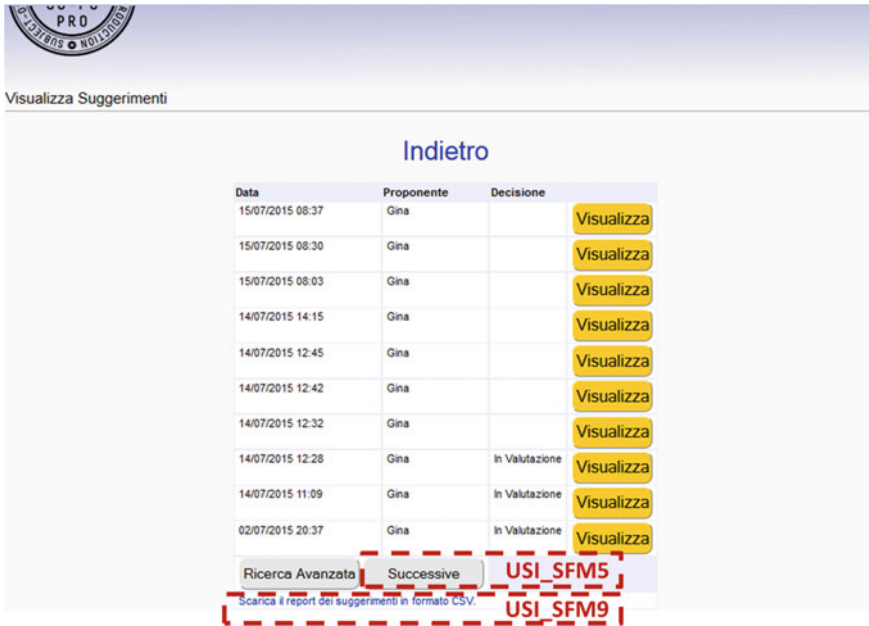 PRO
Visualizza Suggerimenti
Indietro
Data Proponente Decisione
15/07/2015 08:37 Gina Visualizza
15/07/2015 08:30 Gina Visualizza
15/07/2015 08:03 Gina Visualizza
14/07/2015 14:15 Gina Visualizza
14/07/2015 12:45 Gina Visualizza
14/07/2015 12:42 Gina Visualizza
14/07/2015 12:32 Gina Visualizza
14/07/2015 12:28 Gina In Valutazione Visualizza
14/07/2015 11:09 Gina In Valutazione Visualizza
02/07/2015 20:37 Gina In Valutazione Visualizza
Ricerca Avanzata Successive USI_SFM5
Scarica il report dei suggerimenti in formato CSV. USI_SFM9